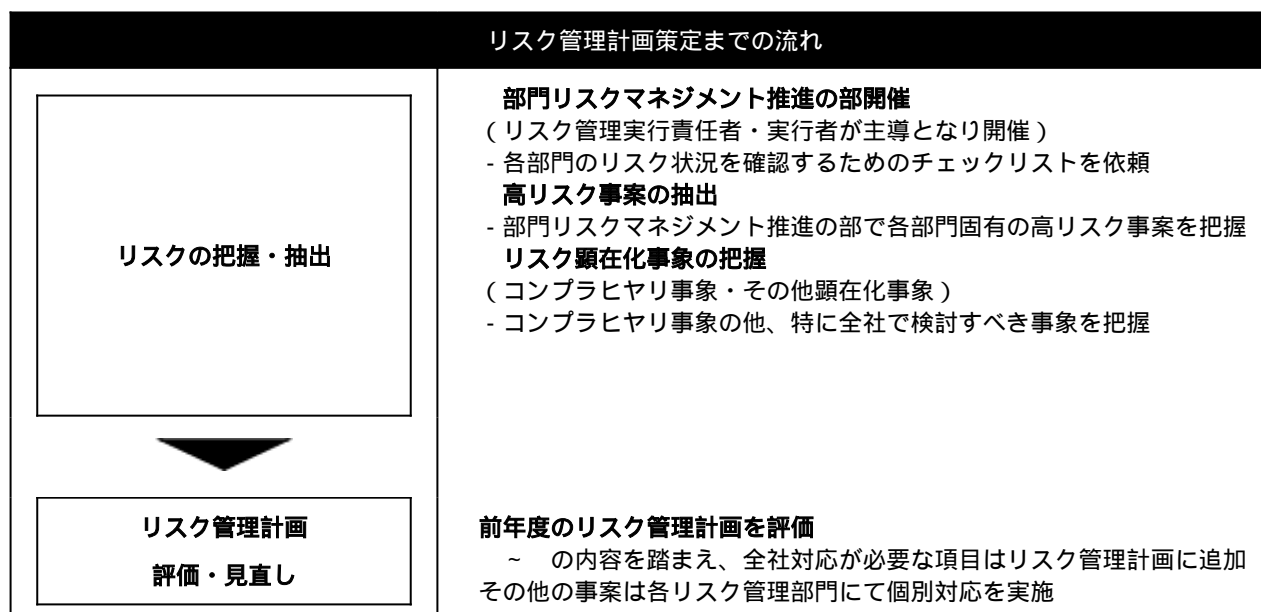 リスク管理計画策定までの流れ
リスクの把握・抽出
部門リスクマネジメント推進の部開催
(リスク管理実行責任者・実行者が主導となり開催)
- 各部門のリスク状況を確認するためのチェックリストを依頼
高リスク事案の抽出
- 部門リスクマネジメント推進の部で各部門固有の高リスク事案を把握
リスク顕在化事象の把握
(コンプラヒヤリ事象・その他顕在化事象)
- コンプラヒヤリ事象の他、特に全社で検討すべき事象を把握
リスク管理計画
評価・見直し
前年度のリスク管理計画を評価
~ の内容を踏まえ、全社対応が必要な項目はリスク管理計画に追加
その他の事案は各リスク管理部門にて個別対応を実施